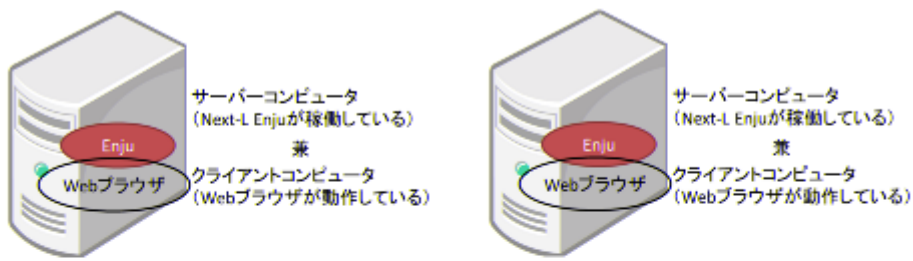 サーバーコンピュータ
(Next-L Enjuが稼働している)
Enju
兼
Webブラウザ
クライアントコンピュータ
(Webブラウザが動作している)
サーバーコンピュータ
(Next-L Enjuが稼働している)
Enju
兼
Webブラウザ
クライアントコンピュータ
(Webブラウザが動作している)